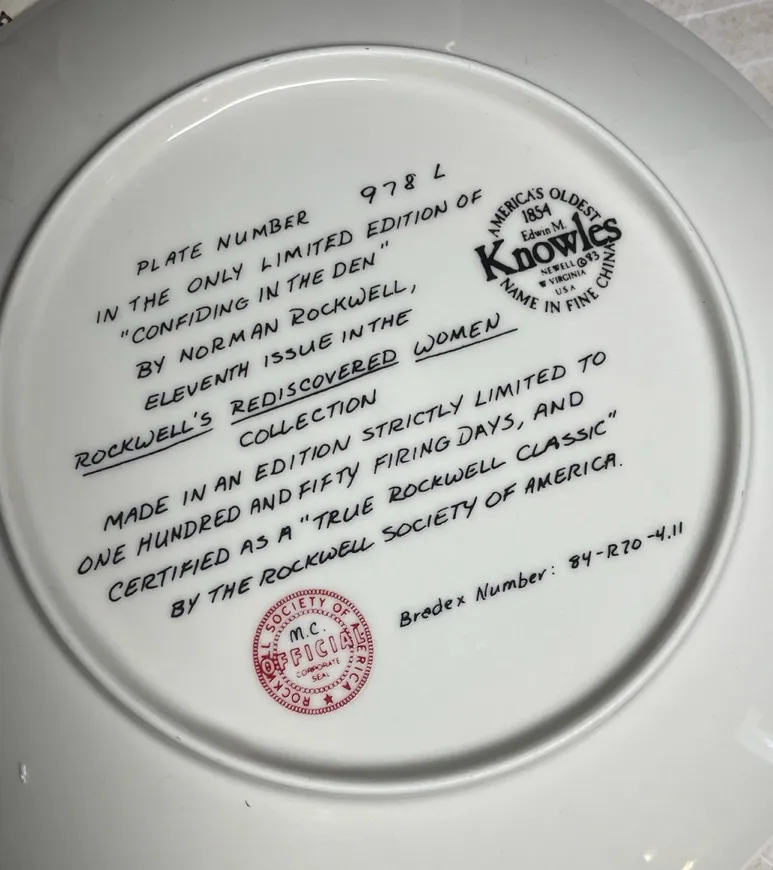 PLATE NUMBER 978 L
IN THE ONLY LIMITED EDITION OF
"CONFIDING IN THE DEN"
BY NORMAN ROCKWELL,
ELEVENTH ISSUE IN THE
ROCKWELL'S REDISCOVERED WOMEN
COLLECTION
MADE IN AN EDITION STRICTLY LIMITED TO
ONE HUNDRED AND FIFTY FIRING DAYS, AND
CERTIFIED AS A "TRUE ROCKWELL CLASSIC"
BY THE ROCKWELL SOCIETY OF AMERICA.
AMERICA'S OLDEST
1854
Edwin M.
Knowles
NEWELL © 83
W VIRGINIA
USA
NAME IN FINE CHINA
Bradex Number: 84-R70-4.11
ROCKWELL SOCIETY OF AMERICA
M.C.
OFFICIAL
CORPORATE
SEAL